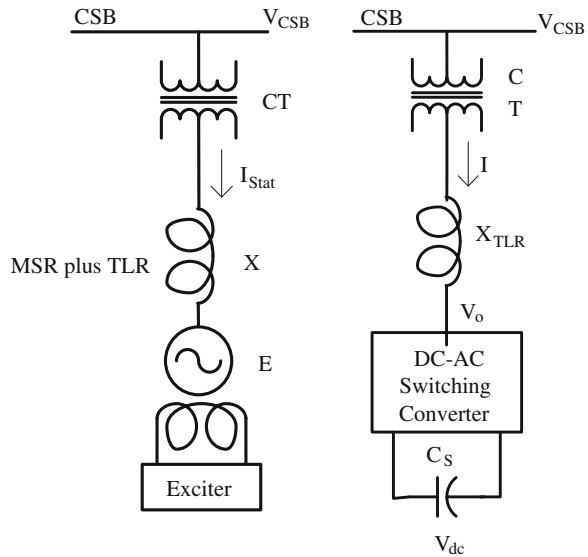 CSB
V_CSB
CT
I_Stat
MSR plus TLR
X
E
Exciter
CSB
V_CSB
C
T
I
X_TLR
V_o
DC-AC
Switching
Converter
C_S
V_dc